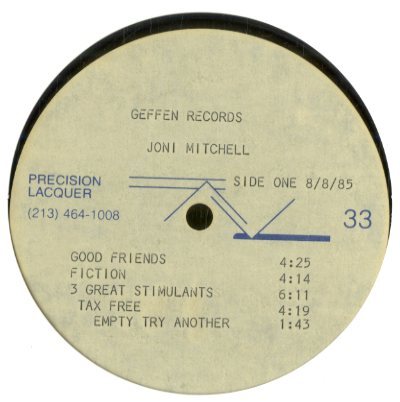 GEFFEN RECORDS
JONI MITCHELL
PRECISION
LACQUER
(213) 464-1008
SIDE ONE 8/8/85
33
GOOD FRIENDS 4:25
FICTION 4:14
3 GREAT STIMULANTS 6:11
TAX FREE 4:19
EMPTY TRY ANOTHER 1:43